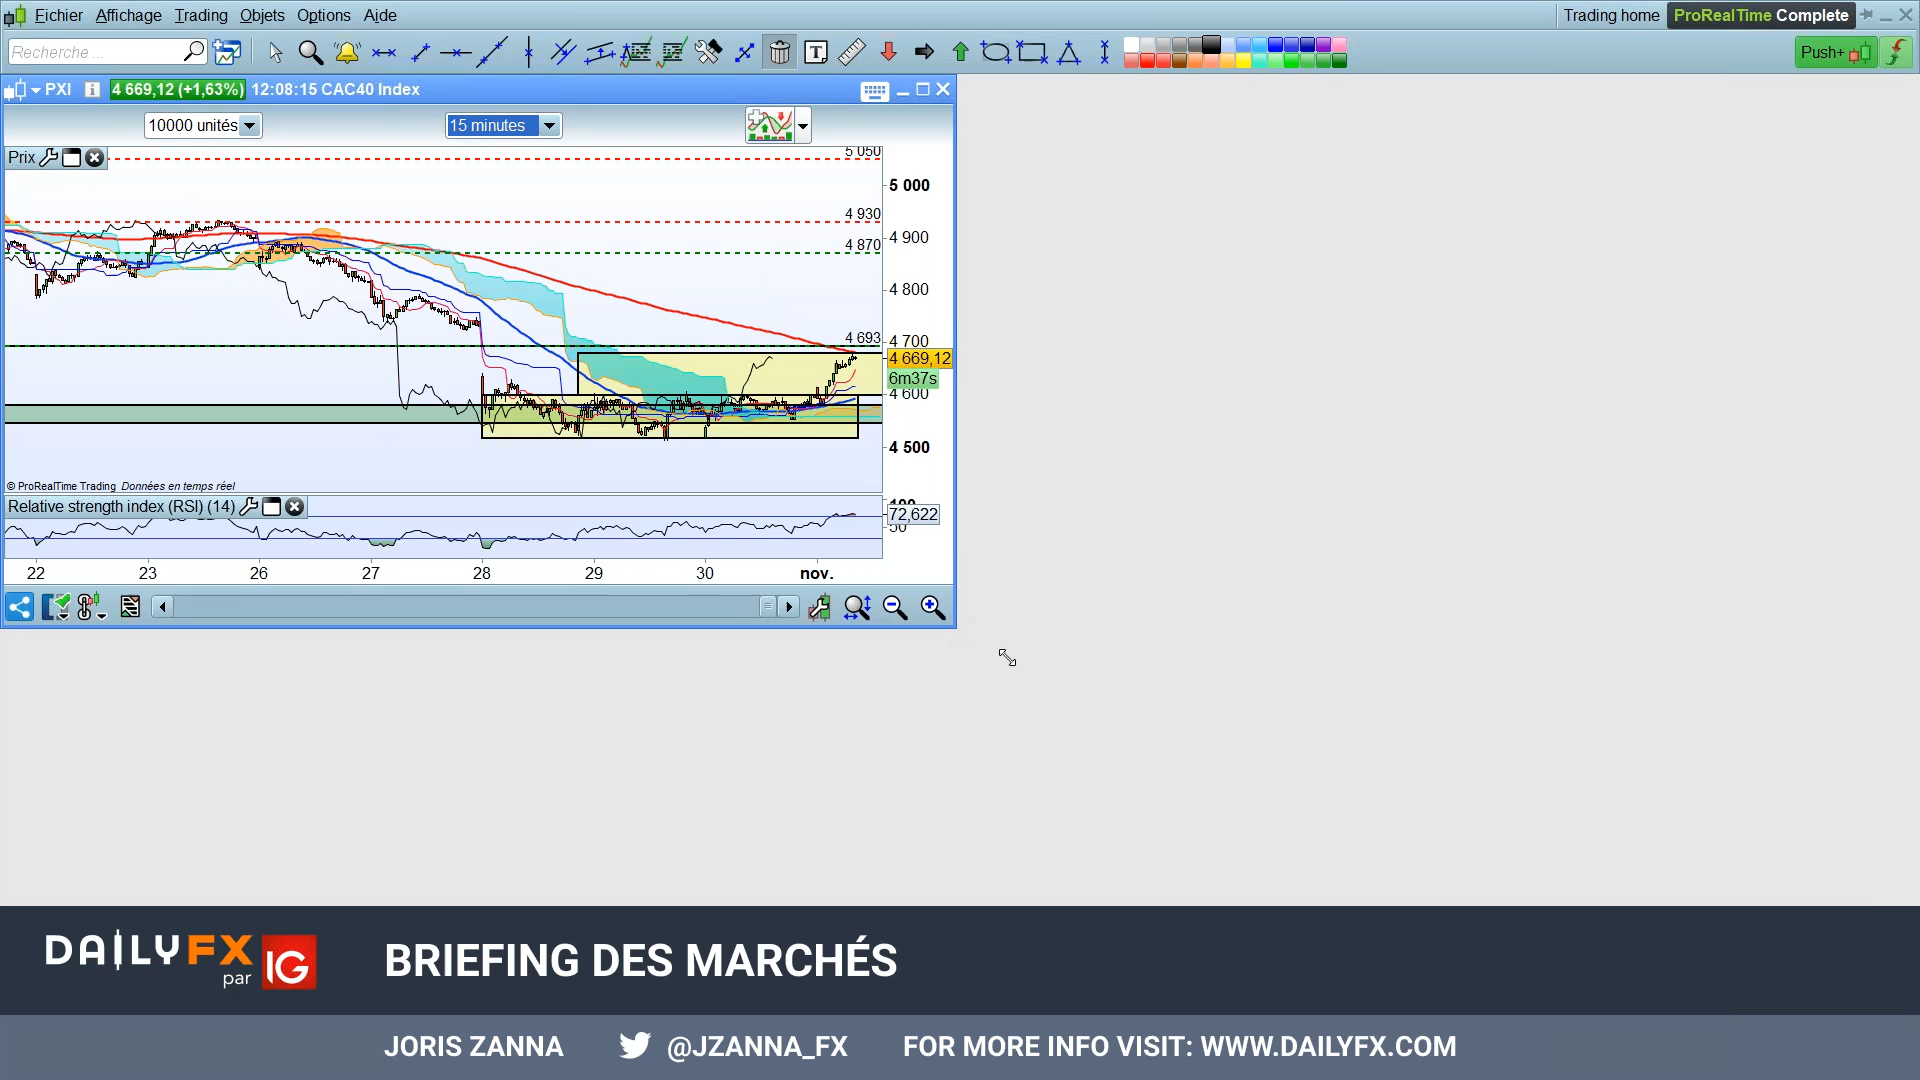 Fichier Affichage Trading Objets Options Aide Trading home ProRealTime Complete
Recherche ... T Push+
PXI i 4 669,12 (+1,63%) 12:08:15 CAC40 Index
10000 unités 15 minutes
Prix
5 050
5 000
4 930
4 900
4 870
4 800
4 693
4 700
4 669,12
6m37s
4 600
4 500
© ProRealTime Trading Données en temps réel
Relative strength index (RSI) (14)
100
72,622
50
22 23 26 27 28 29 30 nov.
DAILYFX
par IG
BRIEFING DES MARCHÉS
JORIS ZANNA @JZANNA_FX FOR MORE INFO VISIT: WWW.DAILYFX.COM